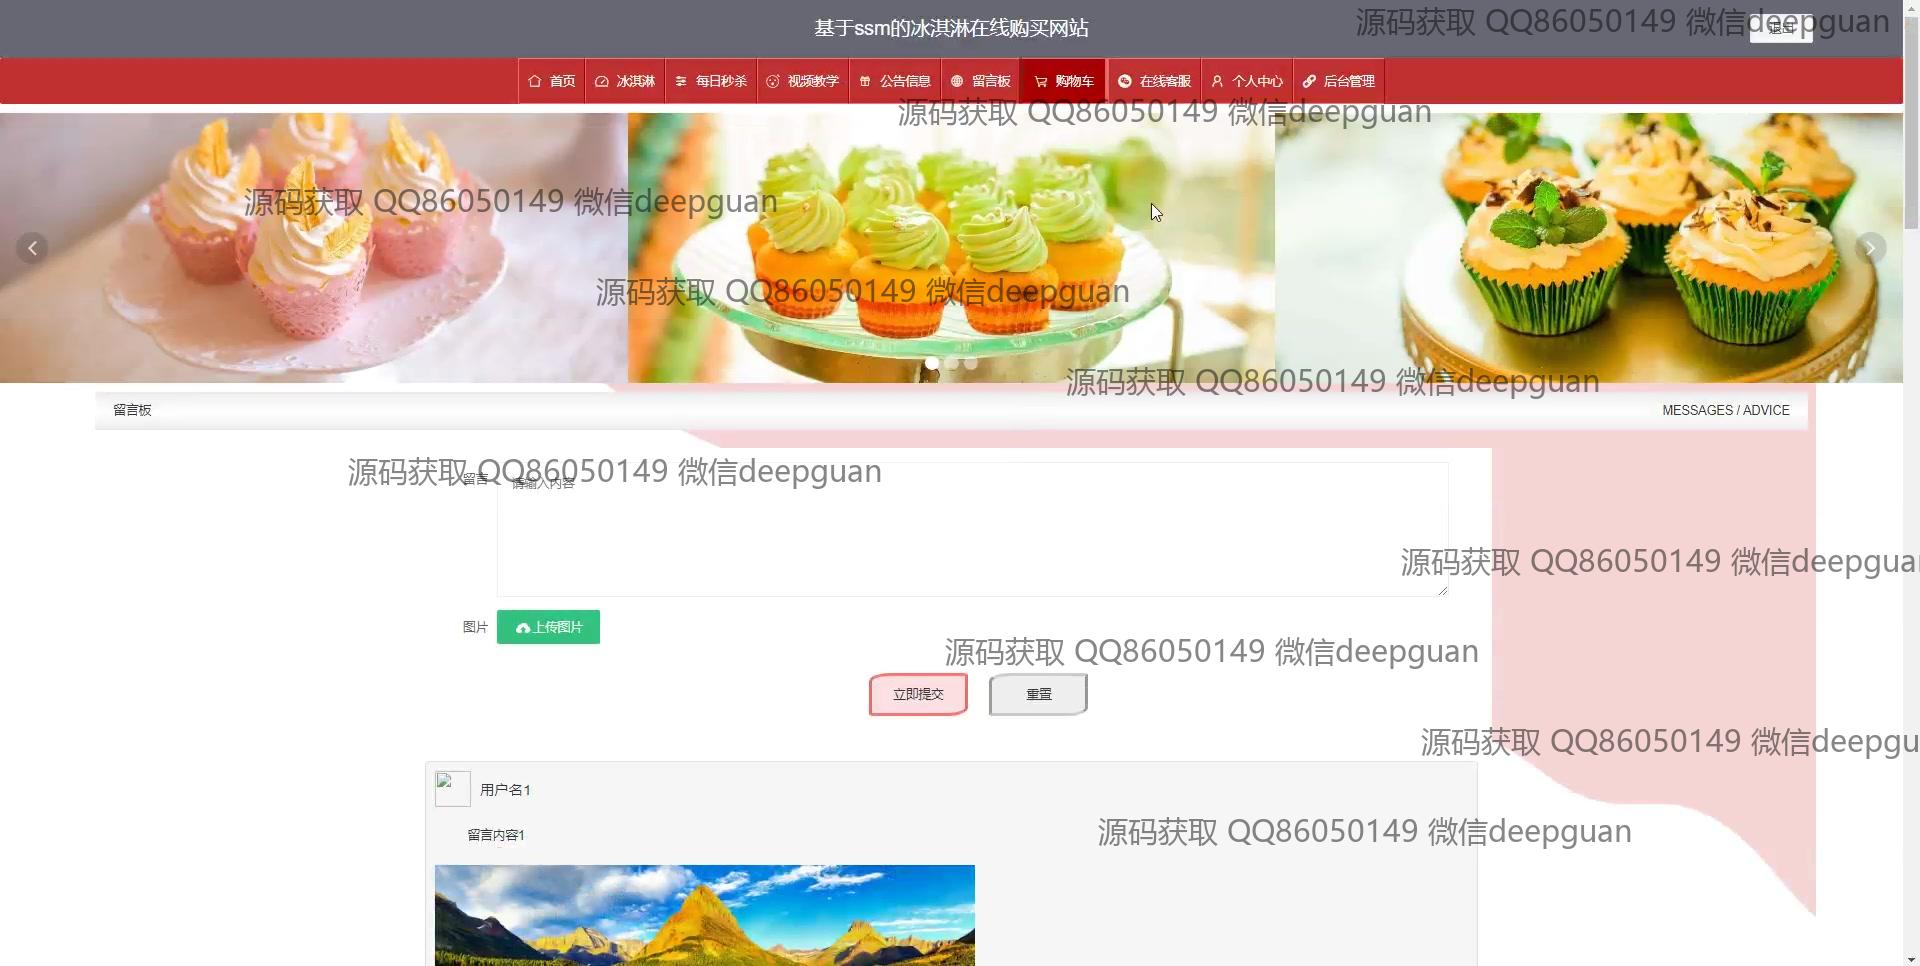 基于ssm的冰淇淋在线购买网站
源码获取 QQ86050149 微信deepguan
退出
首页 冰淇淋 每日秒杀 视频教学 公告信息 留言板 购物车 在线客服 个人中心 后台管理
源码获取 QQ86050149 微信deepguan
源码获取 QQ86050149 微信deepguan
源码获取 QQ86050149 微信deepguan
源码获取 QQ86050149 微信deepguan
留言板 MESSAGES / ADVICE
源码获取 QQ86050149 微信deepguan
留言 请输入内容
源码获取 QQ86050149 微信deepgua
图片 上传图片
源码获取 QQ86050149 微信deepguan
立即提交 重置
源码获取 QQ86050149 微信deepgu
用户名1
源码获取 QQ86050149 微信deepguan
留言内容1